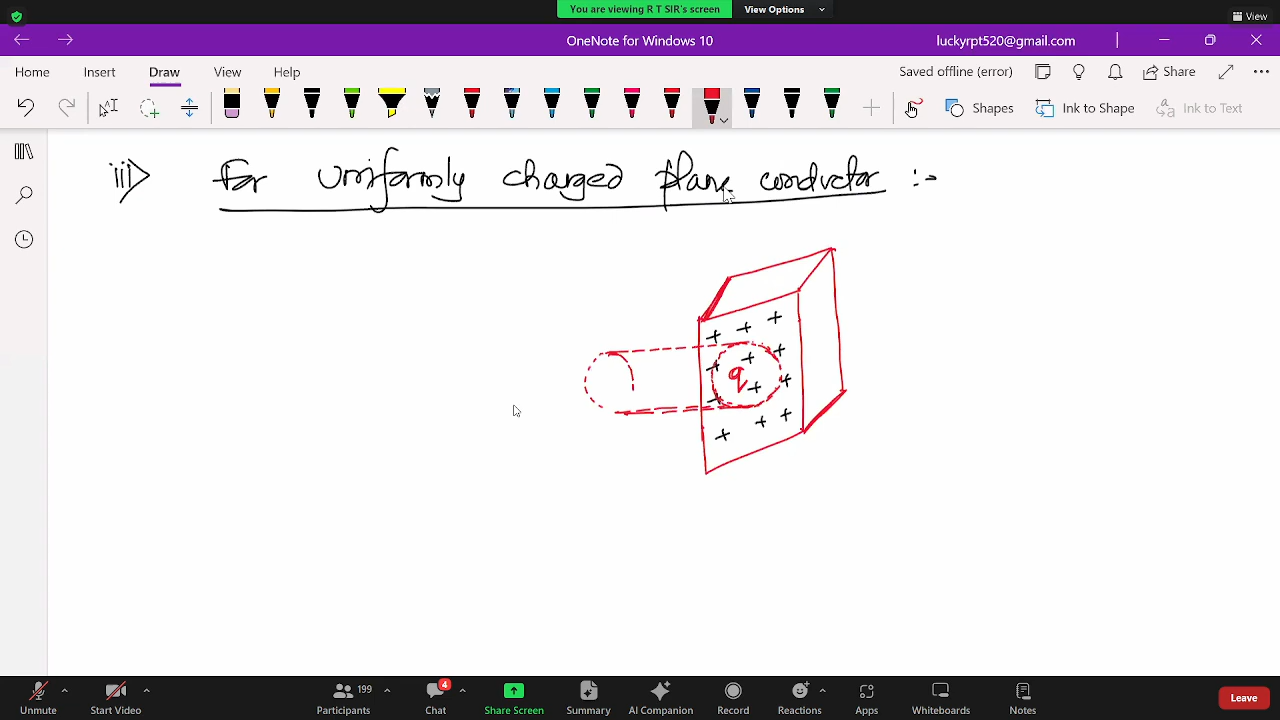 You are viewing R T SIR's screen
View Options
View
OneNote for Windows 10
luckyrpt520@gmail.com
Home
Insert
Draw
View
Help
Saved offline (error)
Share
Shapes
Ink to Shape
Ink to Text
iii> For uniformly charged plane conductor :-
+ + +
+ + +
q
+ + +
+ + +
Unmute
Start Video
199
Participants
4
Chat
Share Screen
Summary
AI Companion
Record
Reactions
Apps
Whiteboards
Notes
Leave